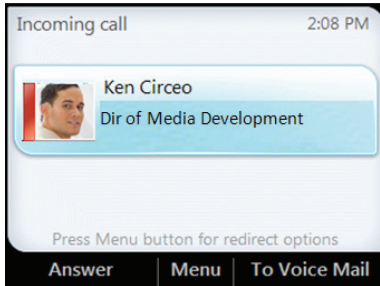 Incoming call 2:08 PM
Ken Circeo
Dir of Media Development
Press Menu button for redirect options
Answer Menu To Voice Mail